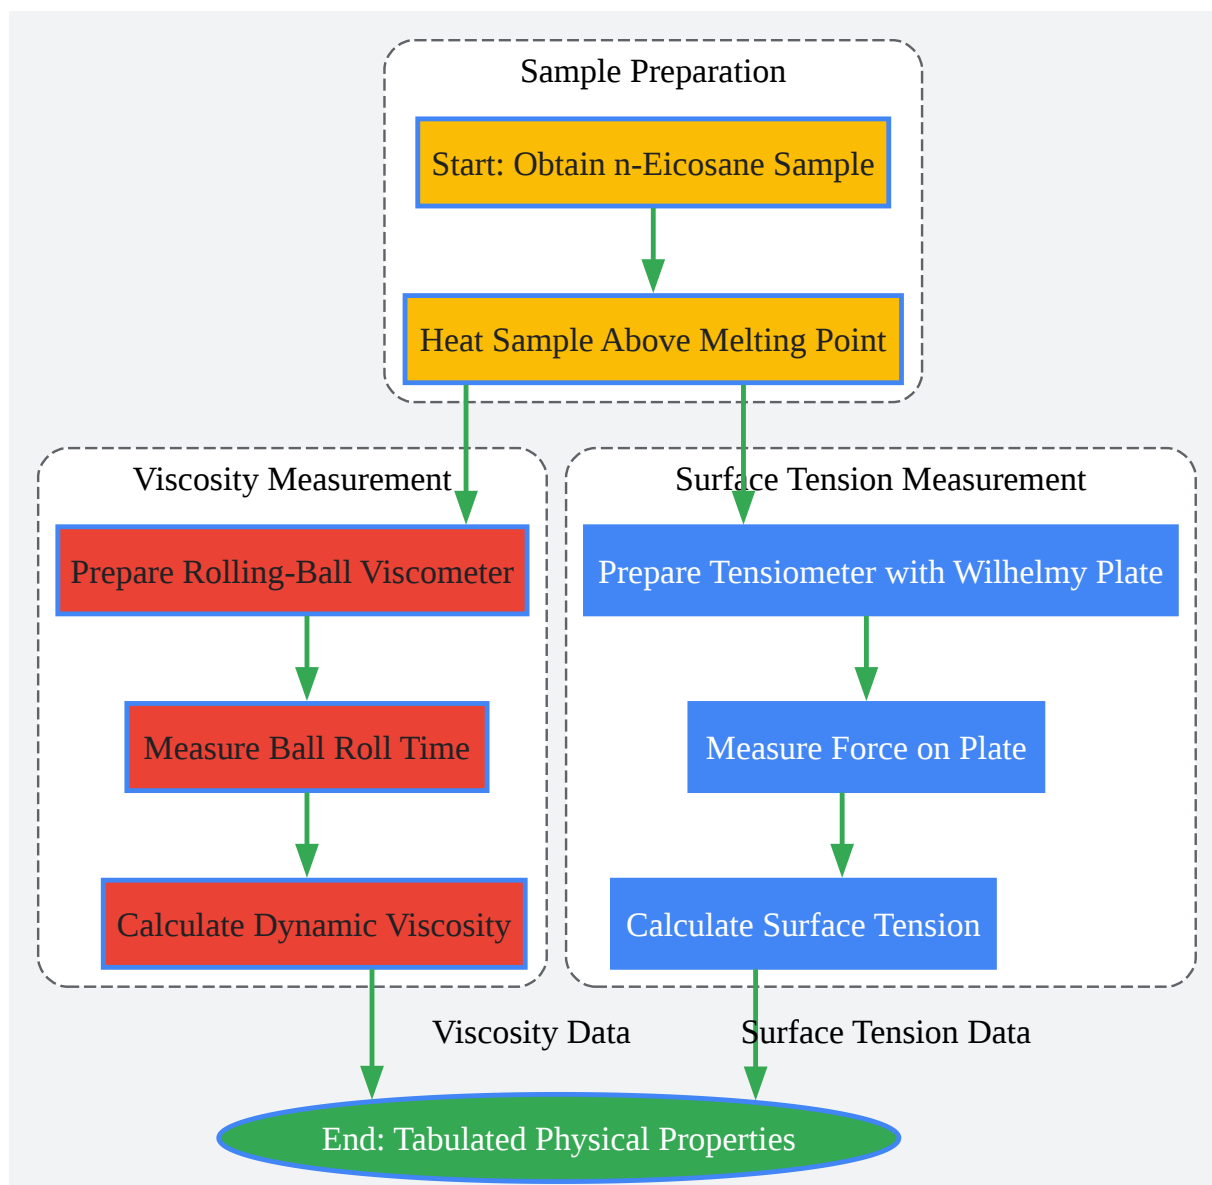 Sample Preparation
Start: Obtain n-Eicosane Sample
Heat Sample Above Melting Point
Viscosity Measurement
Prepare Rolling-Ball Viscometer
Measure Ball Roll Time
Calculate Dynamic Viscosity
Surface Tension Measurement
Prepare Tensiometer with Wilhelmy Plate
Measure Force on Plate
Calculate Surface Tension
Viscosity Data
Surface Tension Data
End: Tabulated Physical Properties